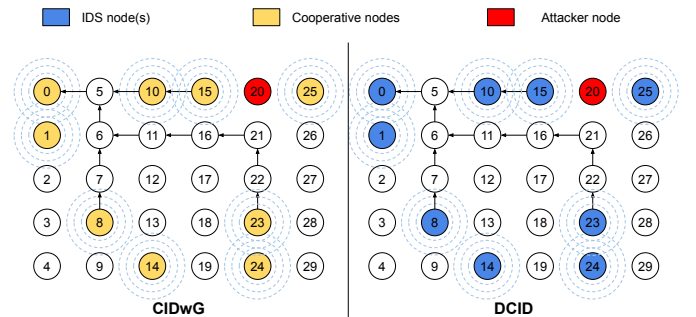 IDS node(s) Cooperative nodes Attacker node
0 5 10 15 20 25 0 5 10 15 20 25
1 6 11 16 21 26 1 6 11 16 21 26
2 7 12 17 22 27 2 7 12 17 22 27
3 8 13 18 23 28 3 8 13 18 23 28
4 9 14 19 24 29 4 9 14 19 24 29
CIDwG DCID